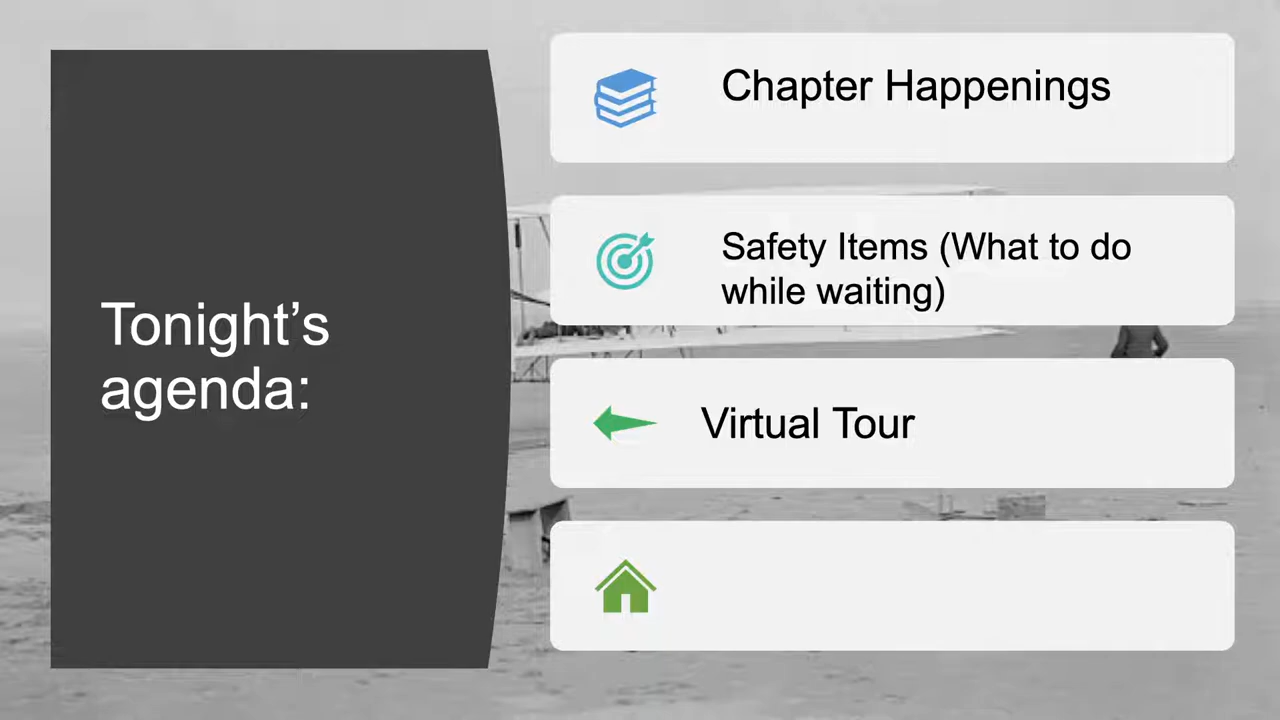 Tonight’s
agenda:
Chapter Happenings
Safety Items (What to do
while waiting)
Virtual Tour